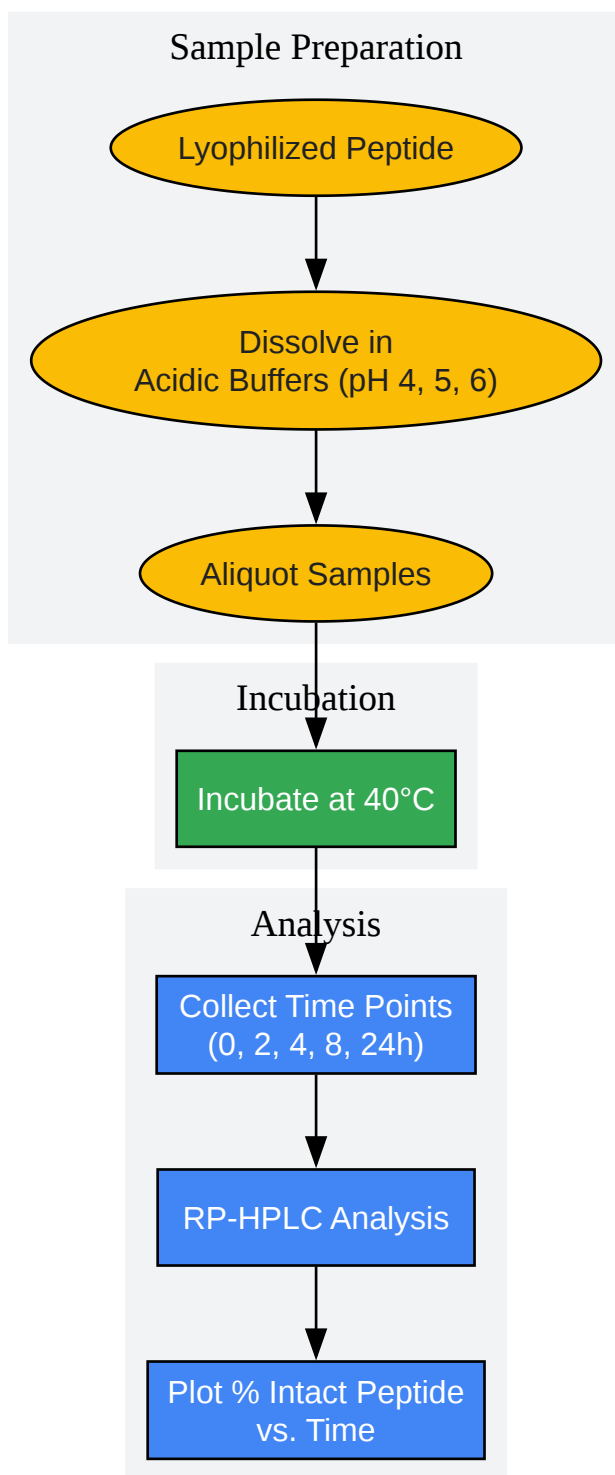 Sample Preparation
Lyophilized Peptide
Dissolve in
Acidic Buffers (pH 4, 5, 6)
Aliquot Samples
Incubation
Incubate at 40°C
Analysis
Collect Time Points
(0, 2, 4, 8, 24h)
RP-HPLC Analysis
Plot % Intact Peptide
vs. Time